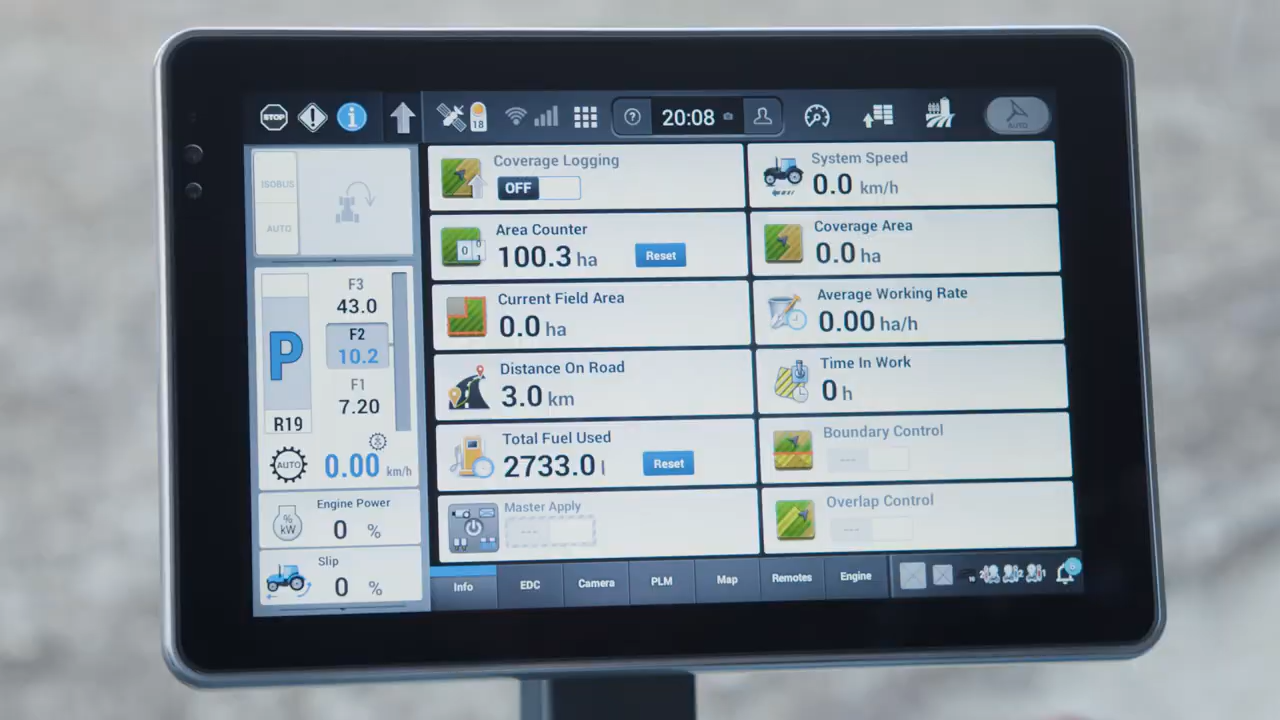 STOP
18
20:08
AUTO
ISOBUS
AUTO
F3
43.0
F2
10.2
F1
7.20
P
R19
AUTO
0.00 km/h
% kW
Engine Power
0 %
Slip
0 %
Coverage Logging
OFF
Area Counter
100.3 ha
Reset
Current Field Area
0.0 ha
Distance On Road
3.0 km
Total Fuel Used
2733.0 l
Reset
Master Apply
---
System Speed
0.0 km/h
Coverage Area
0.0 ha
Average Working Rate
0.00 ha/h
Time In Work
0 h
Boundary Control
---
Overlap Control
---
Info
EDC
Camera
PLM
Map
Remotes
Engine